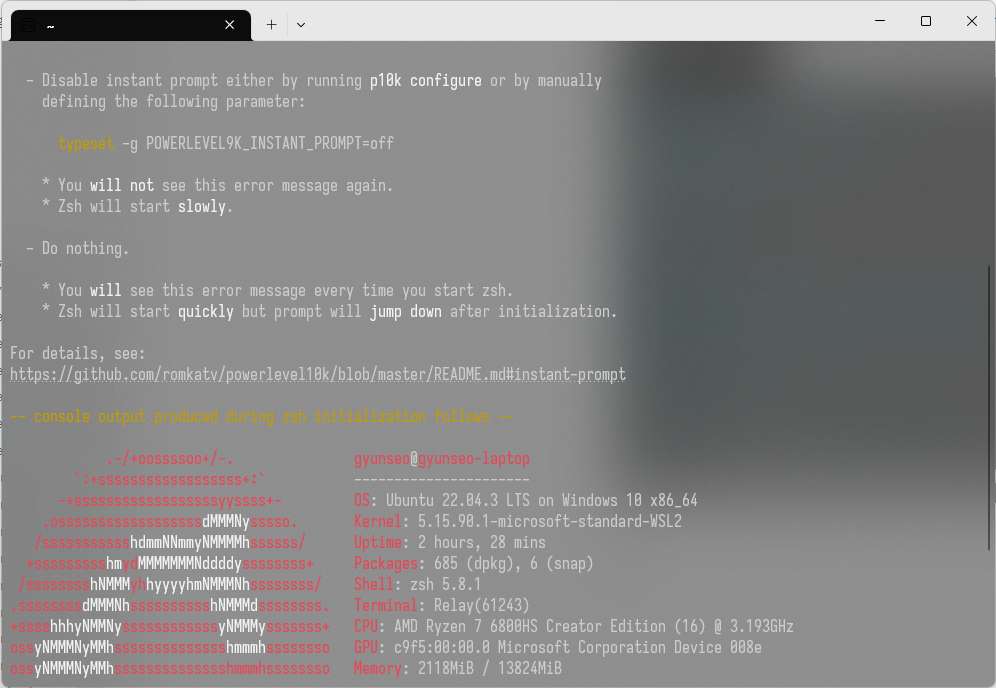 ~
- Disable instant prompt either by running p10k configure or by manually
defining the following parameter:
typeset -g POWERLEVEL9K_INSTANT_PROMPT=off
* You will not see this error message again.
* Zsh will start slowly.
- Do nothing.
* You will see this error message every time you start zsh.
* Zsh will start quickly but prompt will jump down after initialization.
For details, see:
https://github.com/romkatv/powerlevel10k/blob/master/README.md#instant-prompt
-- console output produced during zsh initialization follows --
.-/+oossssoo+/-. gyunseo@gyunseo-laptop
`:+ssssssssssssssssss+:` ----------------------
-+ssssssssssssssssssyyssss+- OS: Ubuntu 22.04.3 LTS on Windows 10 x86_64
.ossssssssssssssssssdMMMNysssso. Kernel: 5.15.90.1-microsoft-standard-WSL2
/ssssssssssshdmmNNmmyNMMMMhssssss/ Uptime: 2 hours, 28 mins
+ssssssssshmydMMMMMMMNddddyssssssss+ Packages: 685 (dpkg), 6 (snap)
/sssssssshNMMMyhhyyyyhmNMMMNhssssssss/ Shell: zsh 5.8.1
.ssssssssdMMMNhsssssssssshNMMMdssssssss. Terminal: Relay(61243)
+sssshhhyNMMNyssssssssssssyNMMMysssssss+ CPU: AMD Ryzen 7 6800HS Creator Edition (16) @ 3.193GHz
ossyNMMMNyMMhsssssssssssssshmmmhssssssso GPU: c9f5:00:00.0 Microsoft Corporation Device 008e
ossyNMMMNyMMhsssssssssssssshmmmhssssssso Memory: 2118MiB / 13824MiB